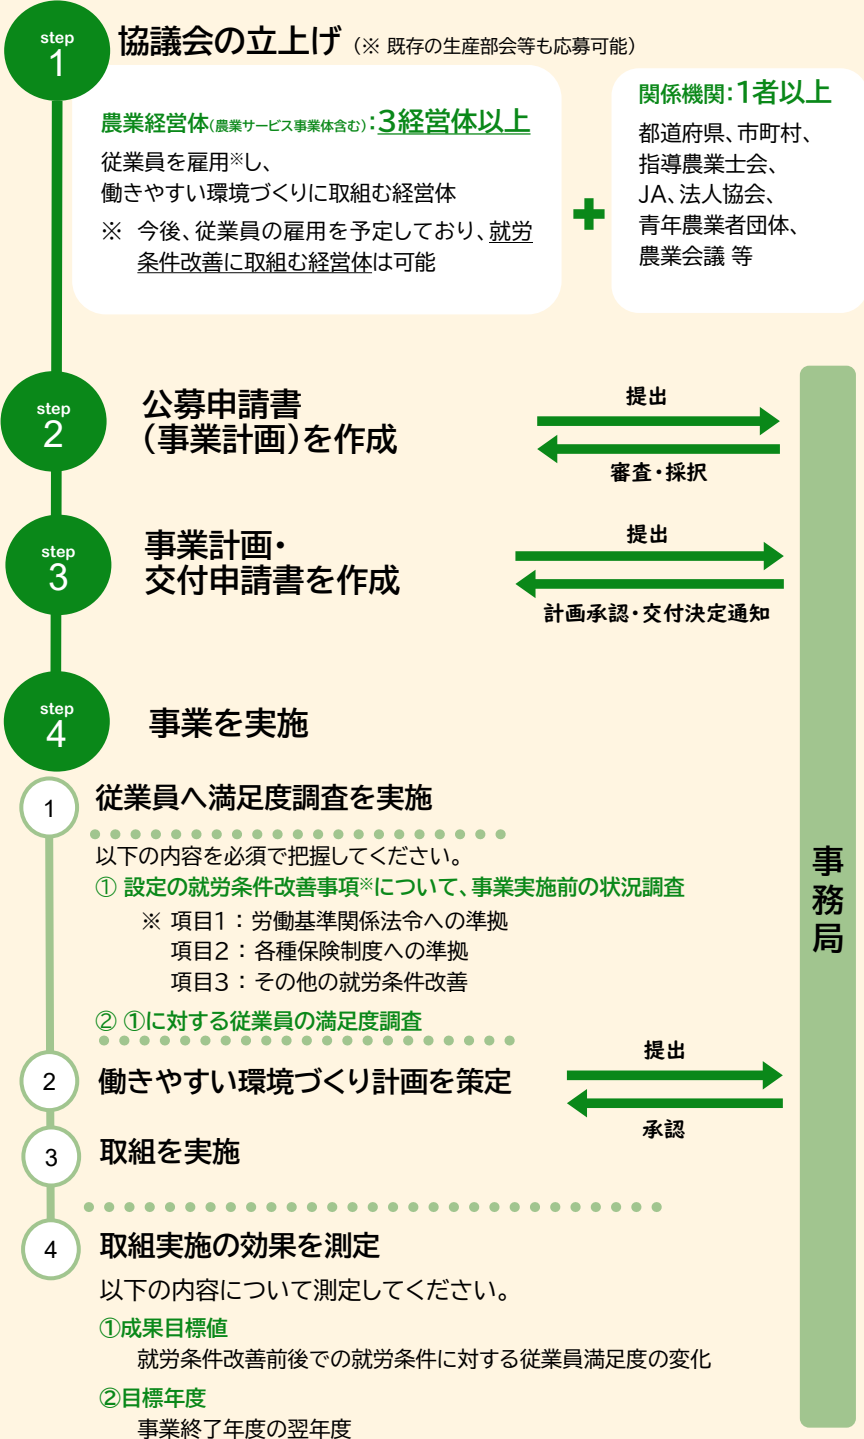 step
1
協議会の立上げ(※ 既存の生産部会等も応募可能)
農業経営体(農業サービス事業体含む):3経営体以上
従業員を雇用※し、
働きやすい環境づくりに取組む経営体
※ 今後、従業員の雇用を予定しており、就労
条件改善に取組む経営体は可能
関係機関:1者以上
都道府県、市町村、
指導農業士会、
JA、法人協会、
青年農業者団体、
農業会議 等
step
2
公募申請書
(事業計画)を作成
提出
審査・採択
step
3
事業計画・
交付申請書を作成
提出
計画承認・交付決定通知
step
4
事業を実施
1
従業員へ満足度調査を実施
以下の内容を必須で把握してください。
① 設定の就労条件改善事項※について、事業実施前の状況調査
※ 項目1：労働基準関係法令への準拠
項目2：各種保険制度への準拠
項目3：その他の就労条件改善
② ①に対する従業員の満足度調査
2
働きやすい環境づくり計画を策定
提出
承認
3
取組を実施
4
取組実施の効果を測定
以下の内容について測定してください。
①成果目標値
就労条件改善前後での就労条件に対する従業員満足度の変化
②目標年度
事業終了年度の翌年度
事務局